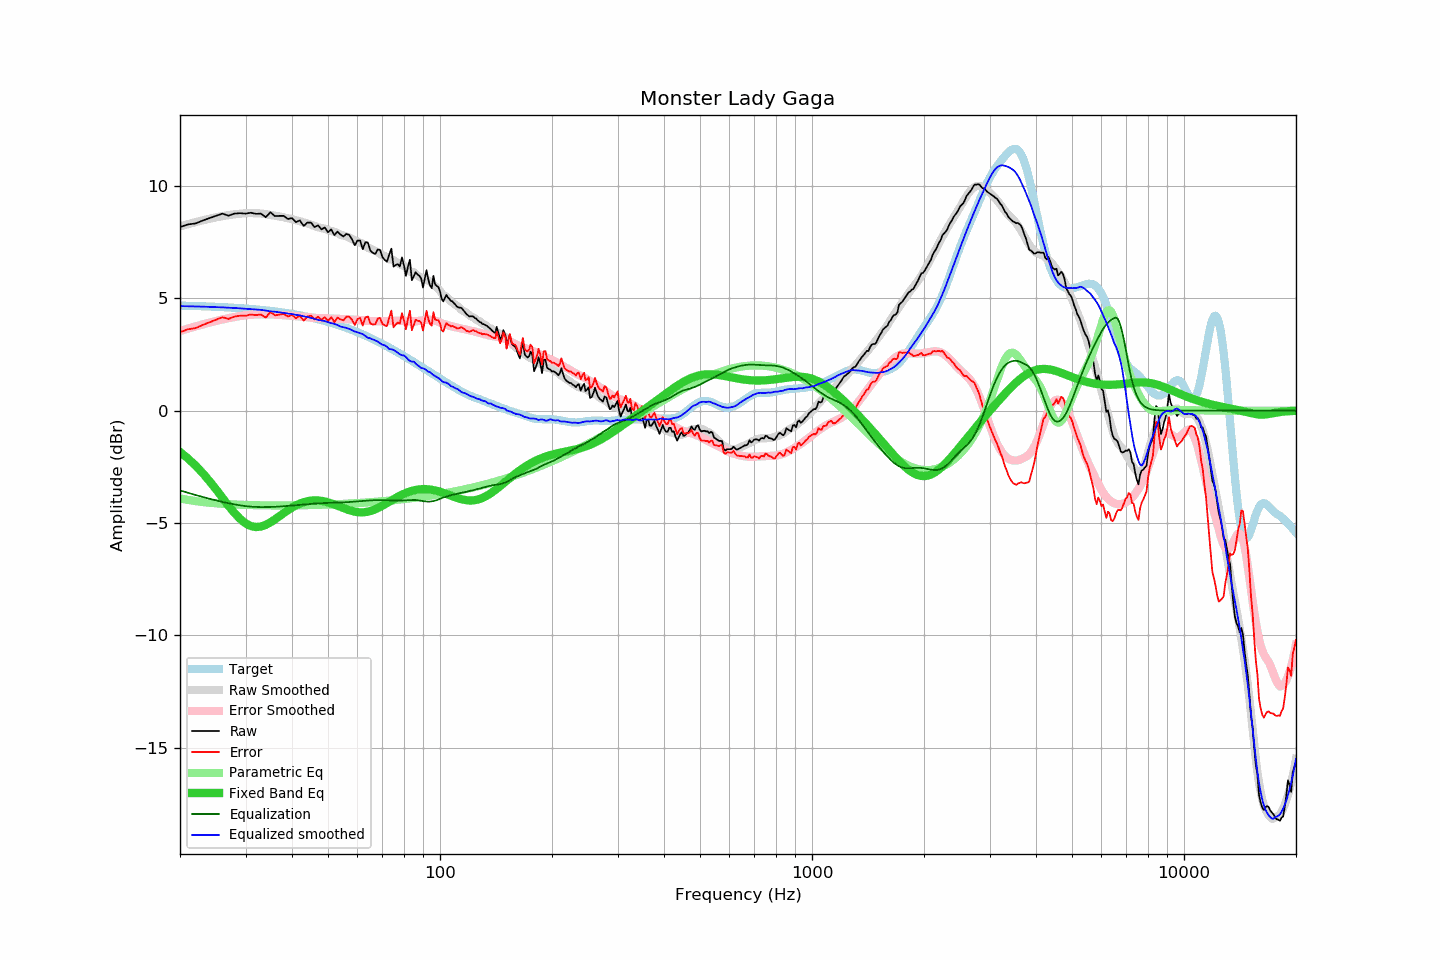 Monster Lady Gaga
Amplitude (dBr)
10
5
0
−5
−10
−15
Target
Raw Smoothed
Error Smoothed
Raw
Error
Parametric Eq
Fixed Band Eq
Equalization
Equalized smoothed
100
1000
10000
Frequency (Hz)